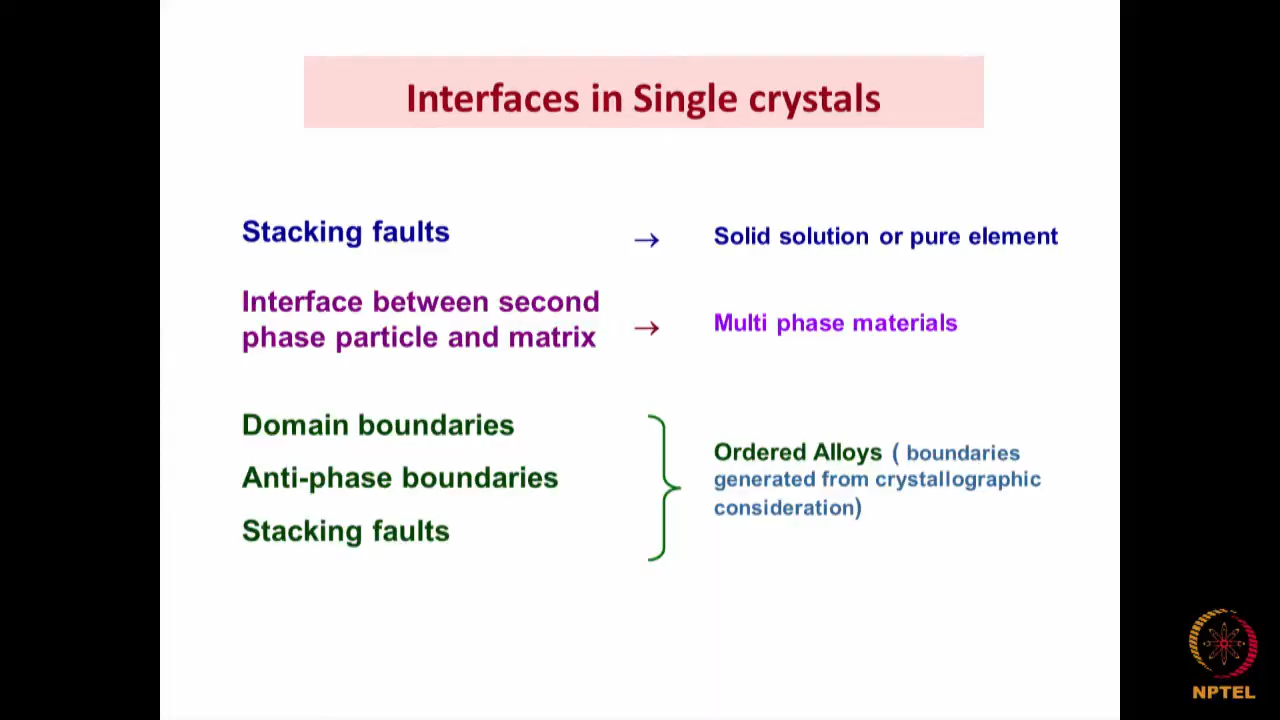 Interfaces in Single crystals
Stacking faults
→
Solid solution or pure element
Interface between second
phase particle and matrix
→
Multi phase materials
Domain boundaries
Anti-phase boundaries
Stacking faults
Ordered Alloys ( boundaries
generated from crystallographic
consideration)
NPTEL